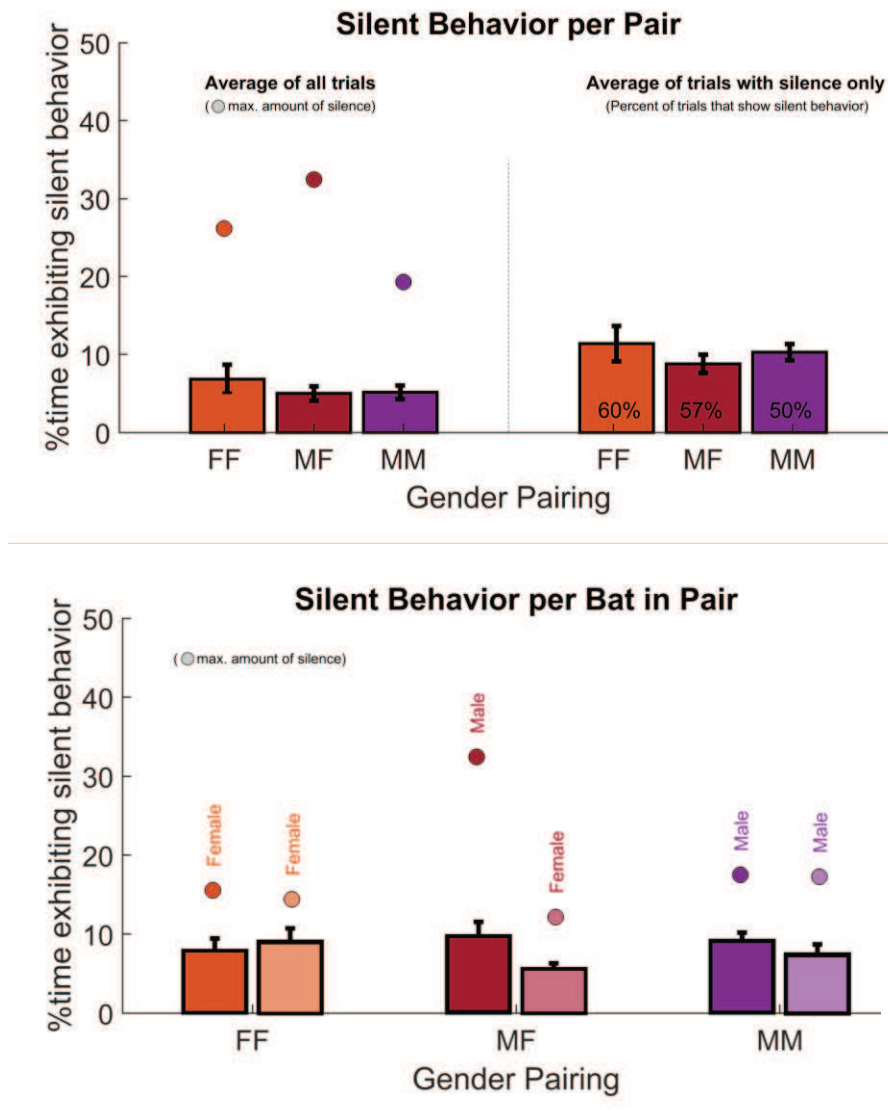 Silent Behavior per Pair
%time exhibiting silent behavior
50
40
30
20
10
0
Average of all trials
( max. amount of silence)
Average of trials with silence only
(Percent of trials that show silent behavior)
60% 57% 50%
FF MF MM FF MF MM
Gender Pairing
Silent Behavior per Bat in Pair
%time exhibiting silent behavior
50
40
30
20
10
0
( max. amount of silence)
Female
Female
Male
Female
Male
Male
FF MF MM
Gender Pairing